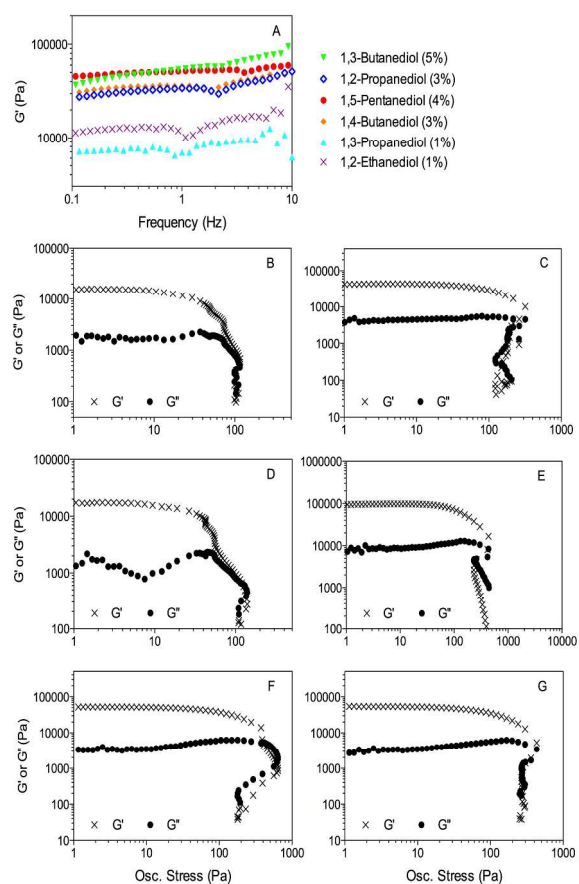 A
100000
10000
G' (Pa)
0.1
1
10
Frequency (Hz)
1,3-Butanediol (5%)
1,2-Propanediol (3%)
1,5-Pentanediol (4%)
1,4-Butanediol (3%)
1,3-Propanediol (1%)
1,2-Ethanediol (1%)
B
100000
10000
1000
100
G' or G" (Pa)
G' G"
1 10 100
C
100000
10000
1000
100
10
G' G"
1 10 100 1000
D
100000
10000
1000
100
G' or G" (Pa)
G' G"
1 10 100
E
1000000
100000
10000
1000
100
G' G"
1 10 100 1000 10000
F
100000
10000
1000
100
10
G' or G" (Pa)
G' G"
1 10 100 1000
Osc. Stress (Pa)
G
100000
10000
1000
100
10
G' G"
1 10 100 1000
Osc. Stress (Pa)